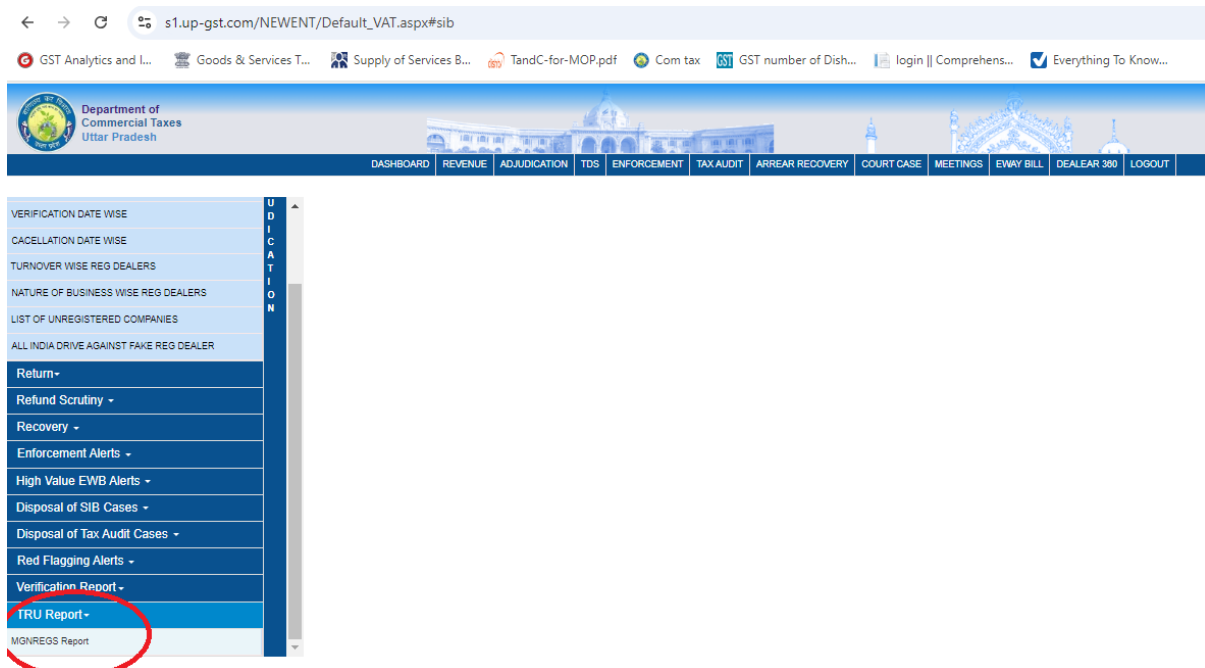 s1.up-gst.com/NEWENT/Default_VAT.aspx#sib
GST Analytics and I... Goods & Services T... Supply of Services B... TandC-for-MOP.pdf Com tax GST GST number of Dish... login || Comprehens... Everything To Know...
Department of
Commercial Taxes
Uttar Pradesh
DASHBOARD REVENUE ADJUDICATION TDS ENFORCEMENT TAX AUDIT ARREAR RECOVERY COURT CASE MEETINGS EWAY BILL DEALEAR 360 LOGOUT
VERIFICATION DATE WISE
CACELLATION DATE WISE
TURNOVER WISE REG DEALERS
NATURE OF BUSINESS WISE REG DEALERS
LIST OF UNREGISTERED COMPANIES
ALL INDIA DRIVE AGAINST FAKE REG DEALER
Return
Refund Scrutiny
Recovery
Enforcement Alerts
High Value EWB Alerts
Disposal of SIB Cases
Disposal of Tax Audit Cases
Red Flagging Alerts
Verification Report
TRU Report
MGNREGS Report
U
D
I
C
A
T
I
O
N